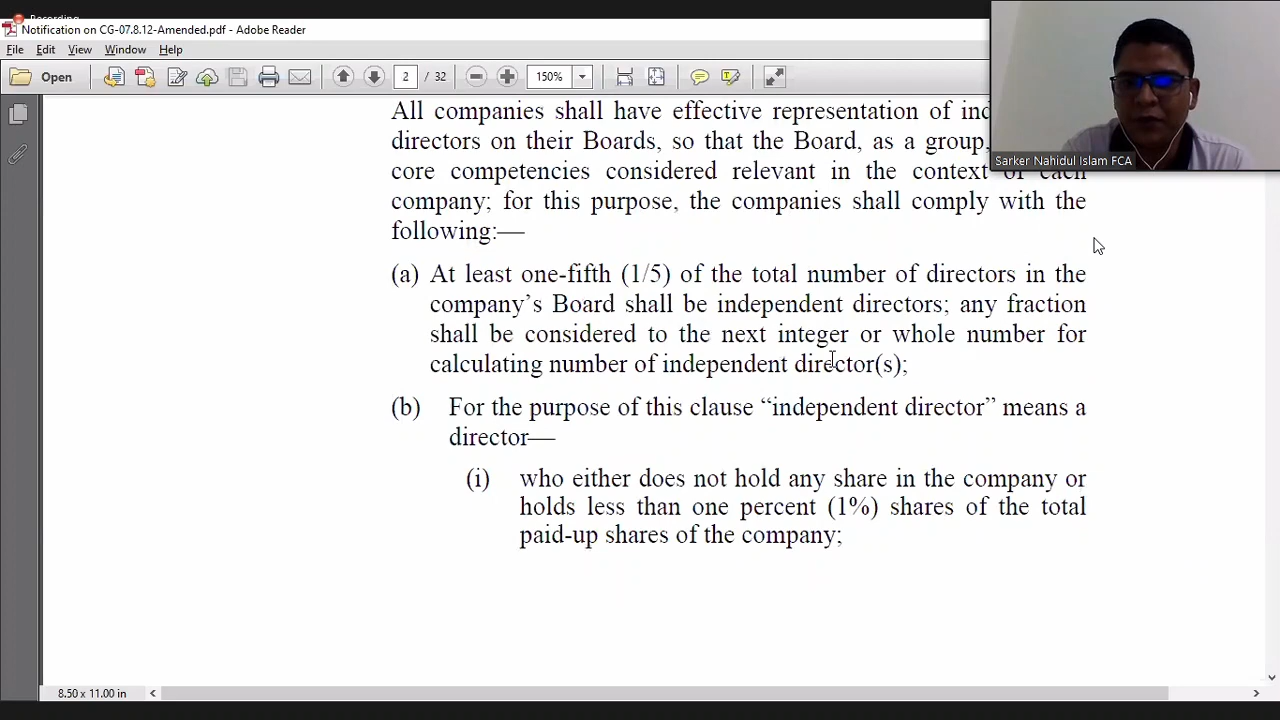 Recording
Notification on CG-07.8.12-Amended.pdf - Adobe Reader
File Edit View Window Help
Open 2 / 32 150%
All companies shall have effective representation of
directors on their Boards, so that the Board, as a group,
core competencies considered relevant in the context of each
company; for this purpose, the companies shall comply with the
following:—
(a) At least one-fifth (1/5) of the total number of directors in the
company’s Board shall be independent directors; any fraction
shall be considered to the next integer or whole number for
calculating number of independent director(s);
(b) For the purpose of this clause “independent director” means a
director—
(i) who either does not hold any share in the company or
holds less than one percent (1%) shares of the total
paid-up shares of the company;
Sarker Nahidul Islam FCA
8.50 x 11.00 in